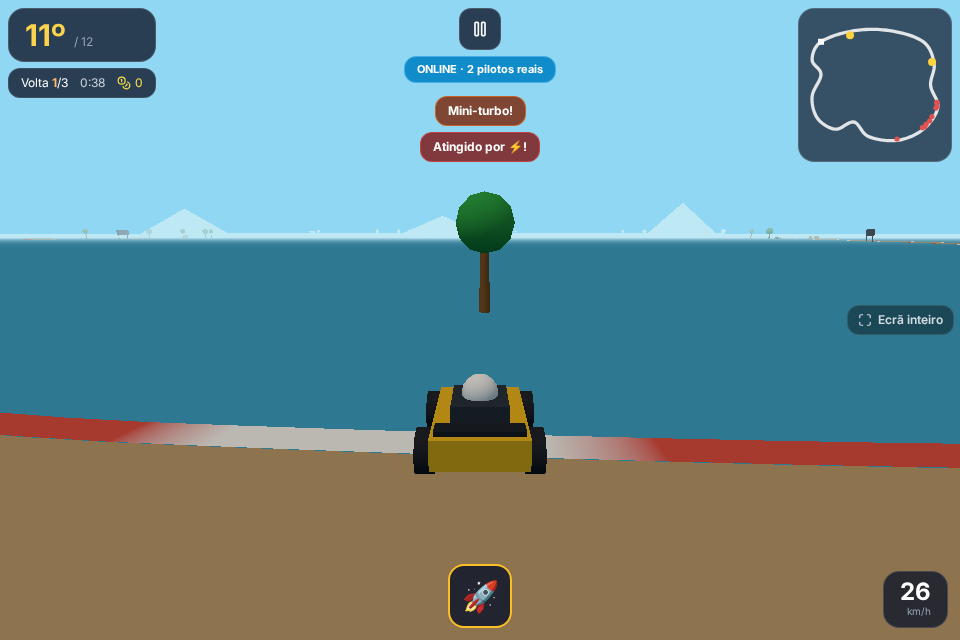 11º / 12
Volta 1/3 0:38 0
ONLINE · 2 pilotos reais
Mini-turbo!
Atingido por ⚡!
Ecrã inteiro
26
km/h